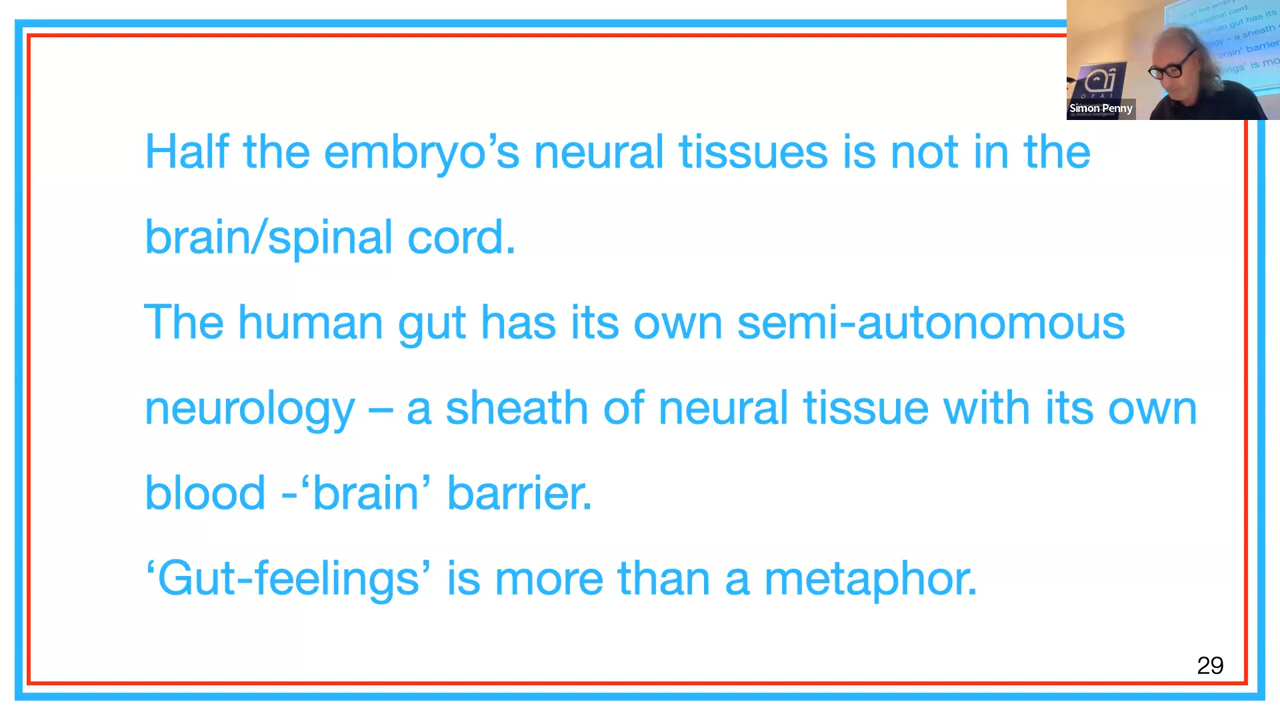 Half the embryo’s neural tissues is not in the
brain/spinal cord.
The human gut has its own semi-autonomous
neurology – a sheath of neural tissue with its own
blood -‘brain’ barrier.
‘Gut-feelings’ is more than a metaphor.
29
Simon Penny
OFAI